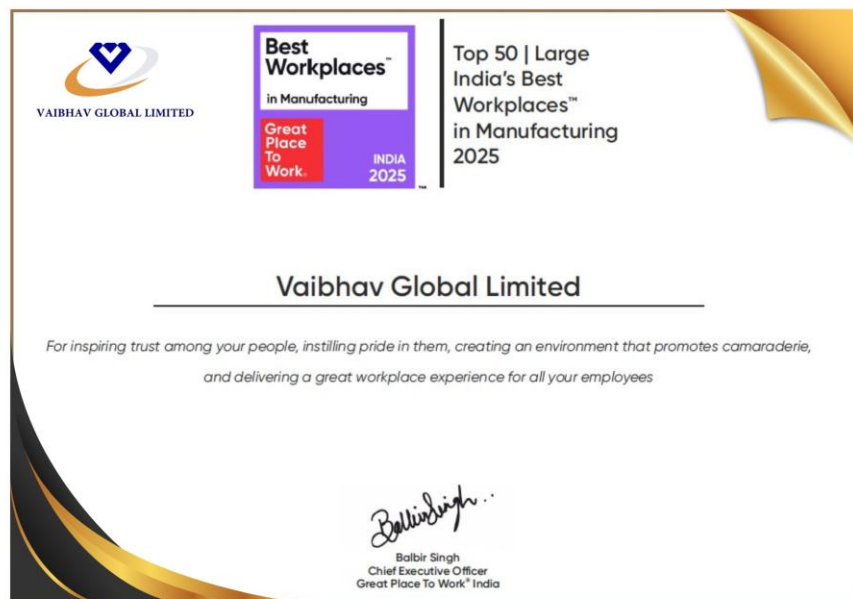 VAIBHAV GLOBAL LIMITED
Best
Workplaces™
in Manufacturing
Great
Place
To
Work®
INDIA
2025
™
Top 50 | Large
India's Best
Workplaces™
in Manufacturing
2025
Vaibhav Global Limited
For inspiring trust among your people, instilling pride in them, creating an environment that promotes camaraderie,
and delivering a great workplace experience for all your employees
Balbir Singh
Balbir Singh
Chief Executive Officer
Great Place To Work® India